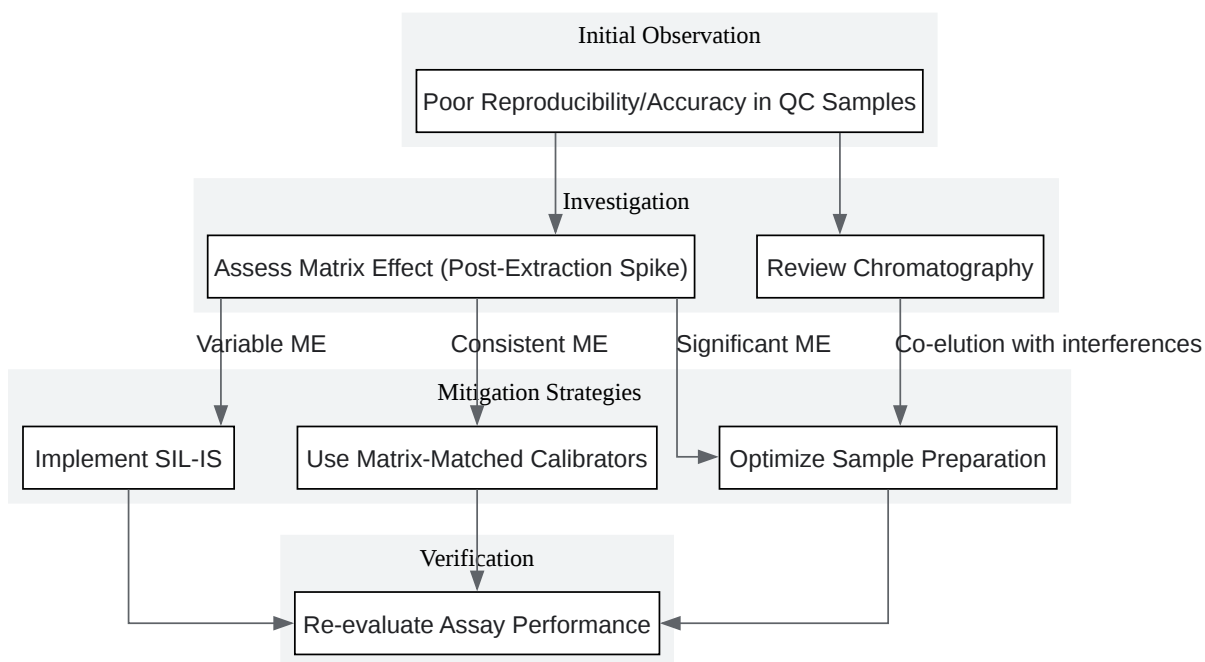 Initial Observation
Poor Reproducibility/Accuracy in QC Samples
Investigation
Assess Matrix Effect (Post-Extraction Spike)
Review Chromatography
Variable ME
Consistent ME
Significant ME
Co-elution with interferences
Mitigation Strategies
Implement SIL-IS
Use Matrix-Matched Calibrators
Optimize Sample Preparation
Verification
Re-evaluate Assay Performance